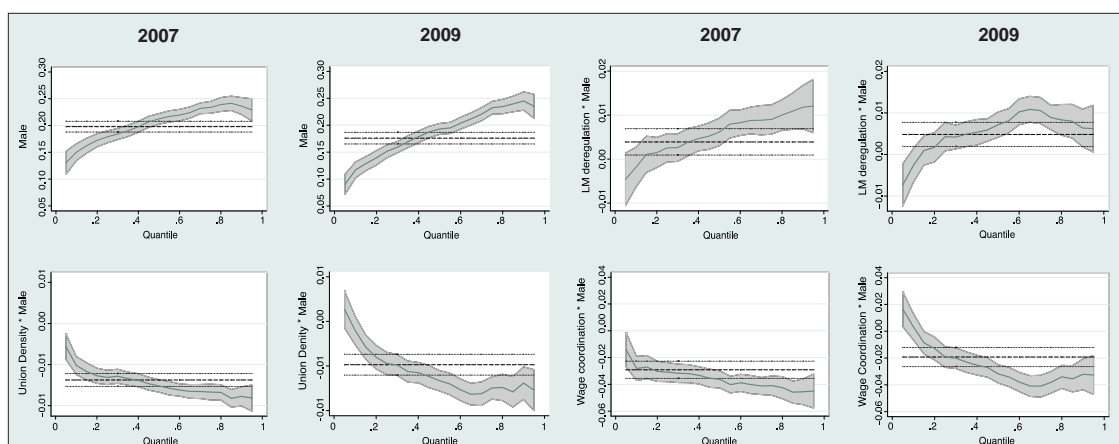 2007
2009
2007
2009
Male
0.30
0.25
0.20
0.15
0.10
0.05
0 .2 .4 .6 .8 1
Quantile
Male
0.30
0.25
0.20
0.15
0.10
0.05
0 .2 .4 .6 .8 1
Quantile
LM deregulation * Male
0.02
0.01
0.00
−0.01
0 .2 .4 .6 .8 1
Quantile
LM deregulation * Male
0.02
0.01
0.00
−0.01
0 .2 .4 .6 .8 1
Quantile
Union Density * Male
0.01
0.00
−0.01
−0.01
0 .2 .4 .6 .8 1
Quantile
Union Denity * Male
0.01
0.00
−0.01
−0.01
0 .2 .4 .6 .8 1
Quantile
Wage coordination * Male
0.04
0.02
0.00
−0.02
−0.04
−0.06
0 .2 .4 .6 .8 1
Quantile
Wage Coordination * Male
0.04
0.02
0.00
−0.02
−0.04
−0.06
0 .2 .4 .6 .8 1
Quantile